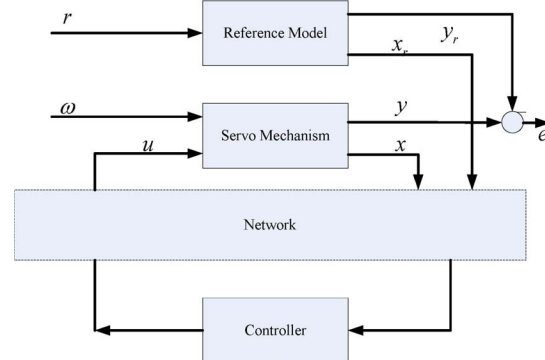 r
Reference Model
y_r
x_r
ω
y
Servo Mechanism
e
u
x
Network
Controller